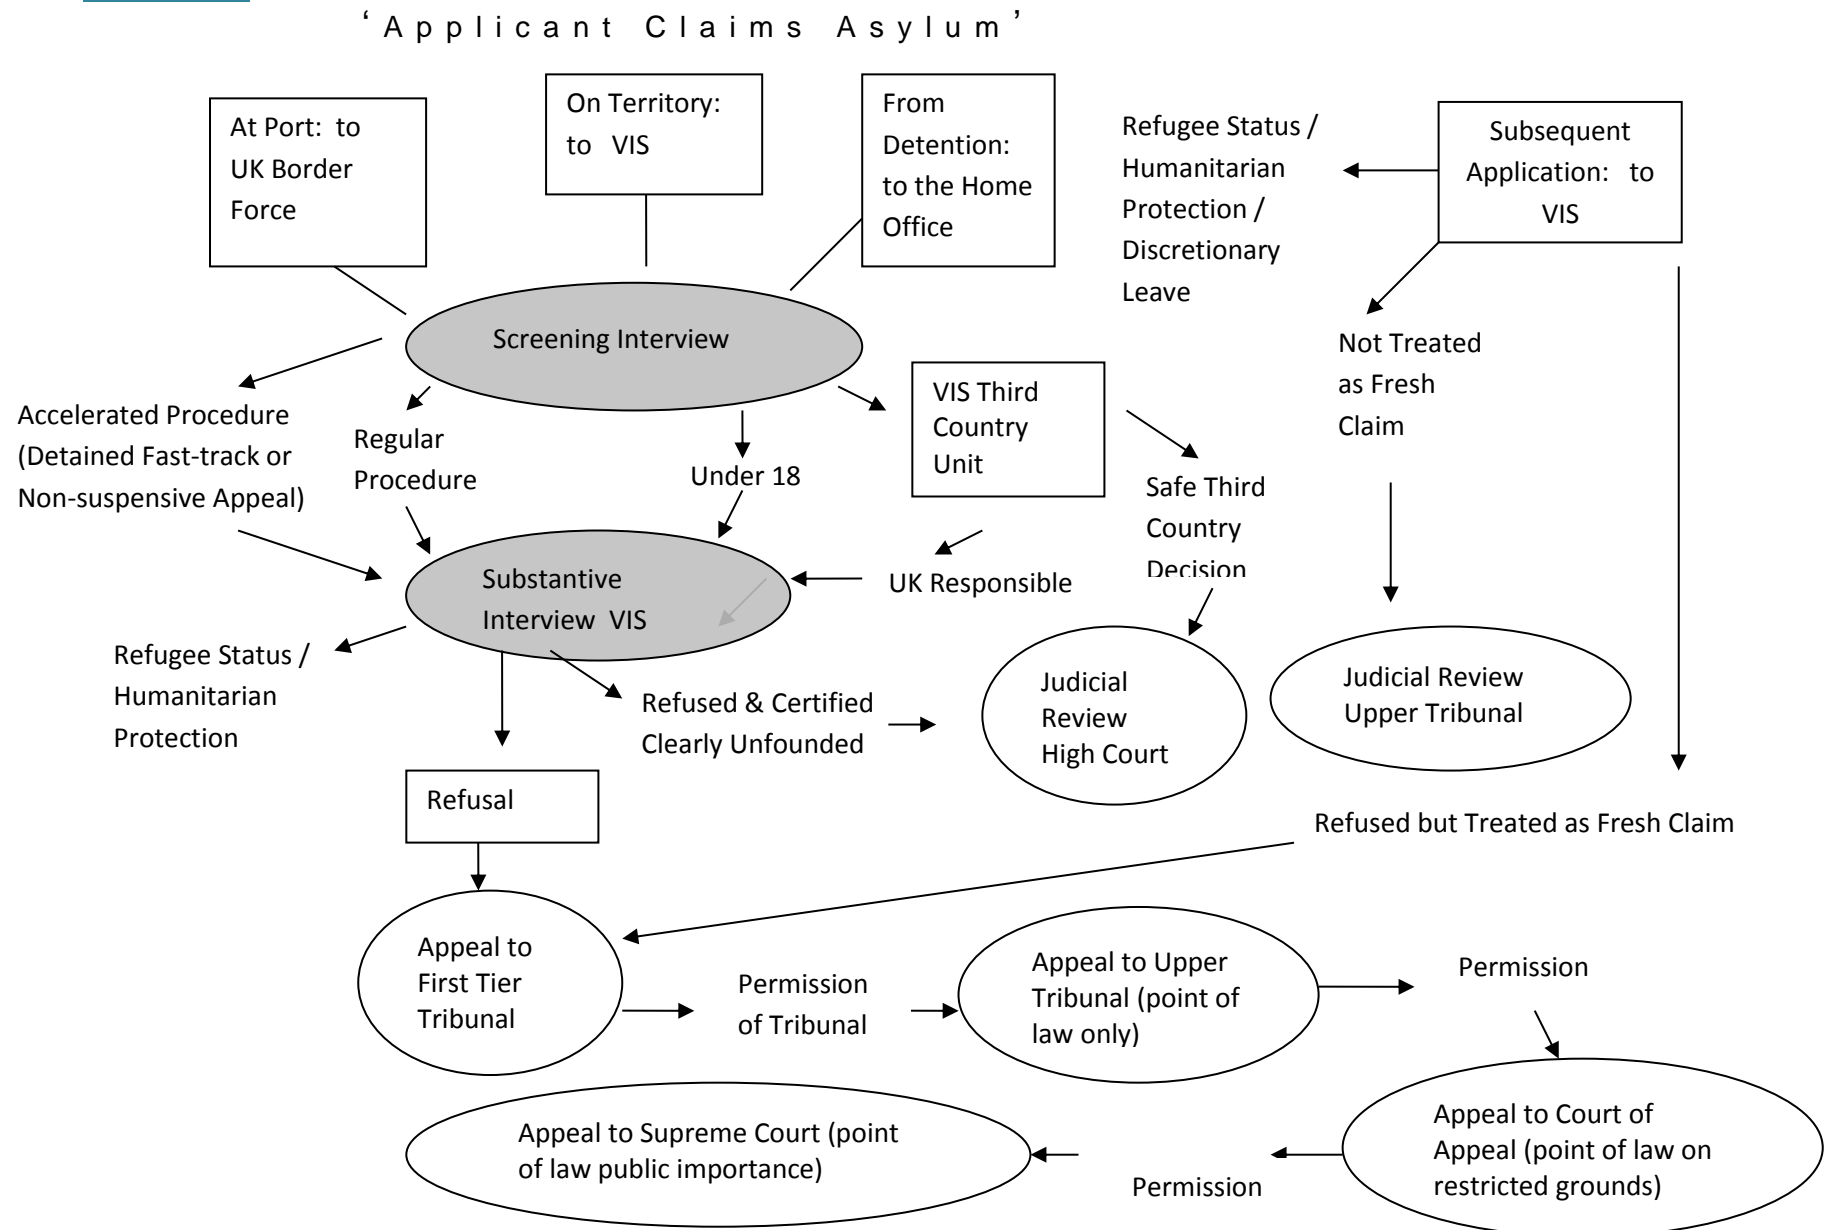 ‘Applicant Claims Asylum’
At Port: to
UK Border
Force
On Territory:
to VIS
From
Detention:
to the Home
Office
Refugee Status /
Humanitarian
Protection /
Discretionary
Leave
Subsequent
Application: to
VIS
Screening Interview
Not Treated
as Fresh
Claim
Accelerated Procedure
(Detained Fast-track or
Non-suspensive Appeal)
Regular
Procedure
Under 18
VIS Third
Country
Unit
Safe Third
Country
Decision
Substantive
Interview VIS
UK Responsible
Refugee Status /
Humanitarian
Protection
Refused & Certified
Clearly Unfounded
Judicial
Review
High Court
Judicial Review
Upper Tribunal
Refusal
Refused but Treated as Fresh Claim
Appeal to
First Tier
Tribunal
Permission
of Tribunal
Appeal to Upper
Tribunal (point of
law only)
Permission
Appeal to Court of
Appeal (point of law on
restricted grounds)
Permission
Appeal to Supreme Court (point
of law public importance)